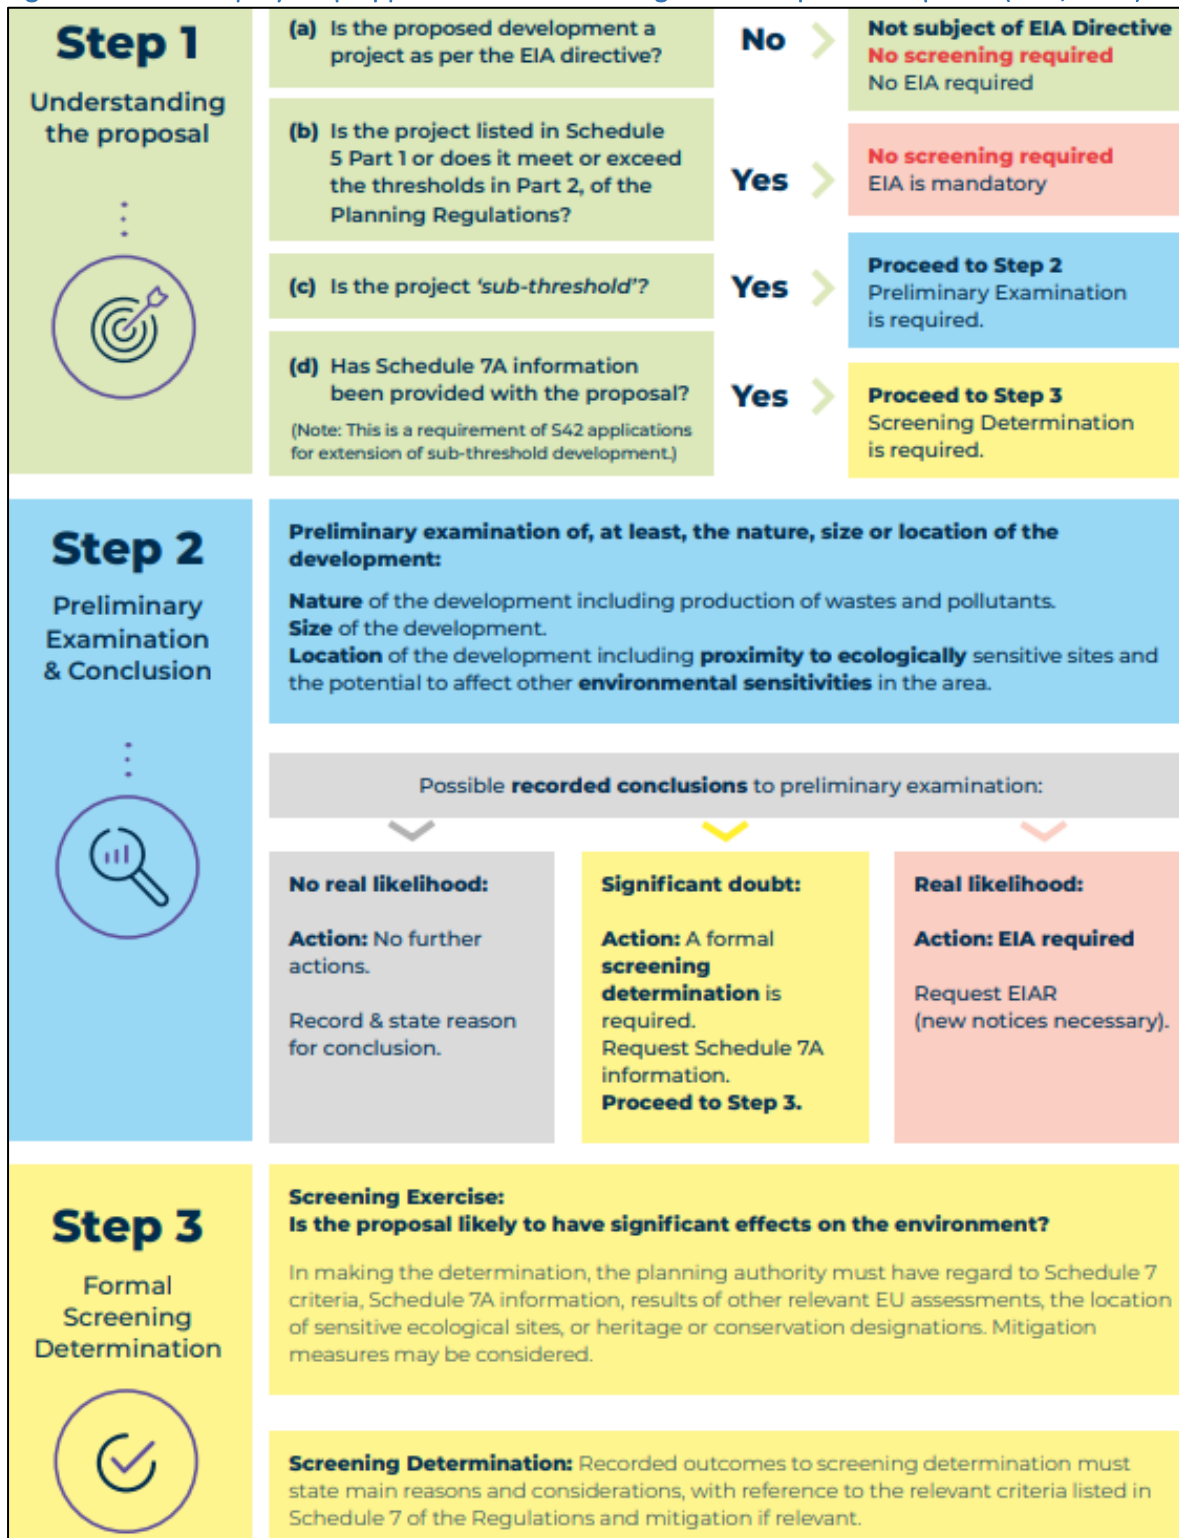 Step 1
Understanding
the proposal
(a) Is the proposed development a
project as per the EIA directive?
No
Not subject of EIA Directive
No screening required
No EIA required
(b) Is the project listed in Schedule
5 Part 1 or does it meet or exceed
the thresholds in Part 2, of the
Planning Regulations?
Yes
No screening required
EIA is mandatory
(c) Is the project ‘sub-threshold’?
Yes
Proceed to Step 2
Preliminary Examination
is required.
(d) Has Schedule 7A information
been provided with the proposal?
(Note: This is a requirement of S42 applications
for extension of sub-threshold development.)
Yes
Proceed to Step 3
Screening Determination
is required.
Step 2
Preliminary
Examination
& Conclusion
Preliminary examination of, at least, the nature, size or location of the
development:
Nature of the development including production of wastes and pollutants.
Size of the development.
Location of the development including proximity to ecologically sensitive sites and
the potential to affect other environmental sensitivities in the area.
Possible recorded conclusions to preliminary examination:
No real likelihood:
Action: No further
actions.
Record & state reason
for conclusion.
Significant doubt:
Action: A formal
screening
determination is
required.
Request Schedule 7A
information.
Proceed to Step 3.
Real likelihood:
Action: EIA required
Request EIAR
(new notices necessary).
Step 3
Formal
Screening
Determination
Screening Exercise:
Is the proposal likely to have significant effects on the environment?
In making the determination, the planning authority must have regard to Schedule 7
criteria, Schedule 7A information, results of other relevant EU assessments, the location
of sensitive ecological sites, or heritage or conservation designations. Mitigation
measures may be considered.
Screening Determination: Recorded outcomes to screening determination must
state main reasons and considerations, with reference to the relevant criteria listed in
Schedule 7 of the Regulations and mitigation if relevant.